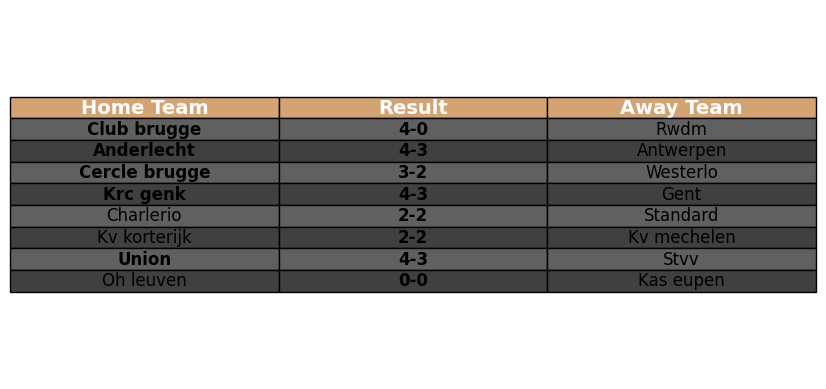 Home Team Result Away Team
Club brugge 4-0 Rwdm
Anderlecht 4-3 Antwerpen
Cercle brugge 3-2 Westerlo
Krc genk 4-3 Gent
Charlerio 2-2 Standard
Kv korterijk 2-2 Kv mechelen
Union 4-3 Stvv
Oh leuven 0-0 Kas eupen